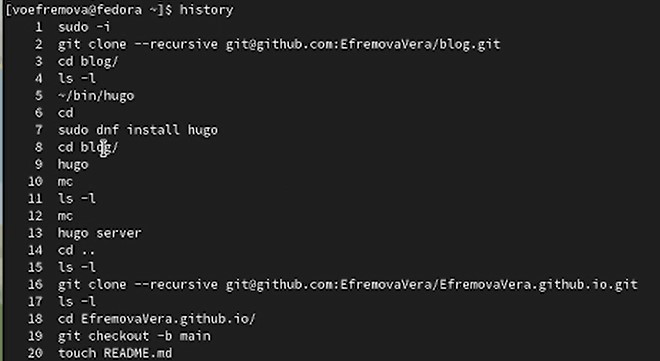 [voefremova@fedora ~]$ history
1 sudo -i
2 git clone --recursive git@github.com:EfremovaVera/blog.git
3 cd blog/
4 ls -l
5 ~/bin/hugo
6 cd
7 sudo dnf install hugo
8 cd blog/
9 hugo
10 mc
11 ls -l
12 mc
13 hugo server
14 cd ..
15 ls -l
16 git clone --recursive git@github.com:EfremovaVera/EfremovaVera.github.io.git
17 ls -l
18 cd EfremovaVera.github.io/
19 git checkout -b main
20 touch README.md